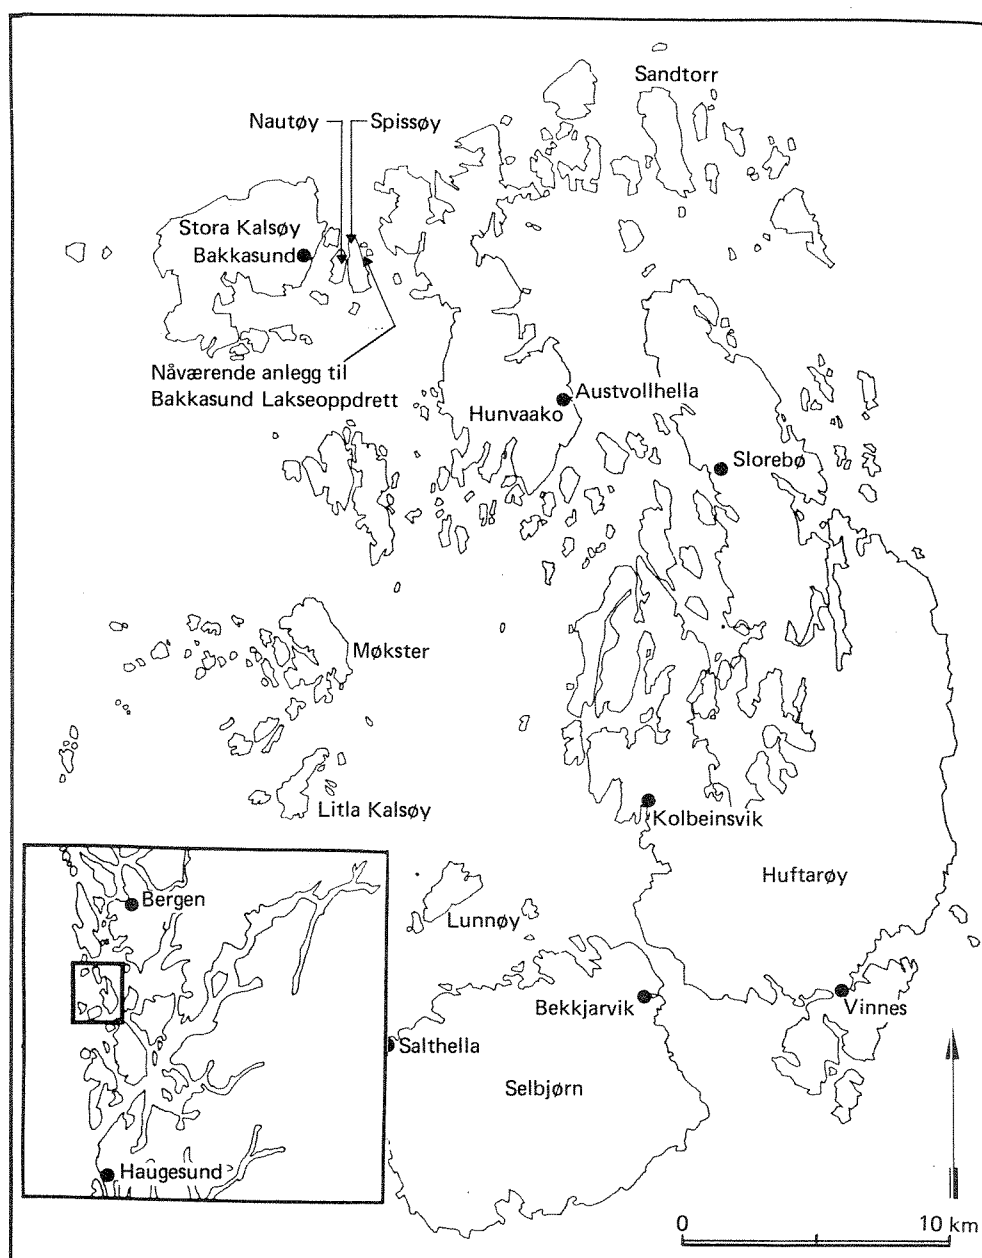 Sandtorr
Nautøy
Spissøy
Stora Kalsøy
Bakkasund
Nåværende anlegg til
Bakkasund Lakseoppdrett
Austvollhella
Hunvaako
Slorebø
Møkster
Litla Kalsøy
Kolbeinsvik
Huftarøy
Bergen
Lunnøy
Bekkjarvik
Vinnes
Salthella
Selbjørn
Haugesund
0 10 km